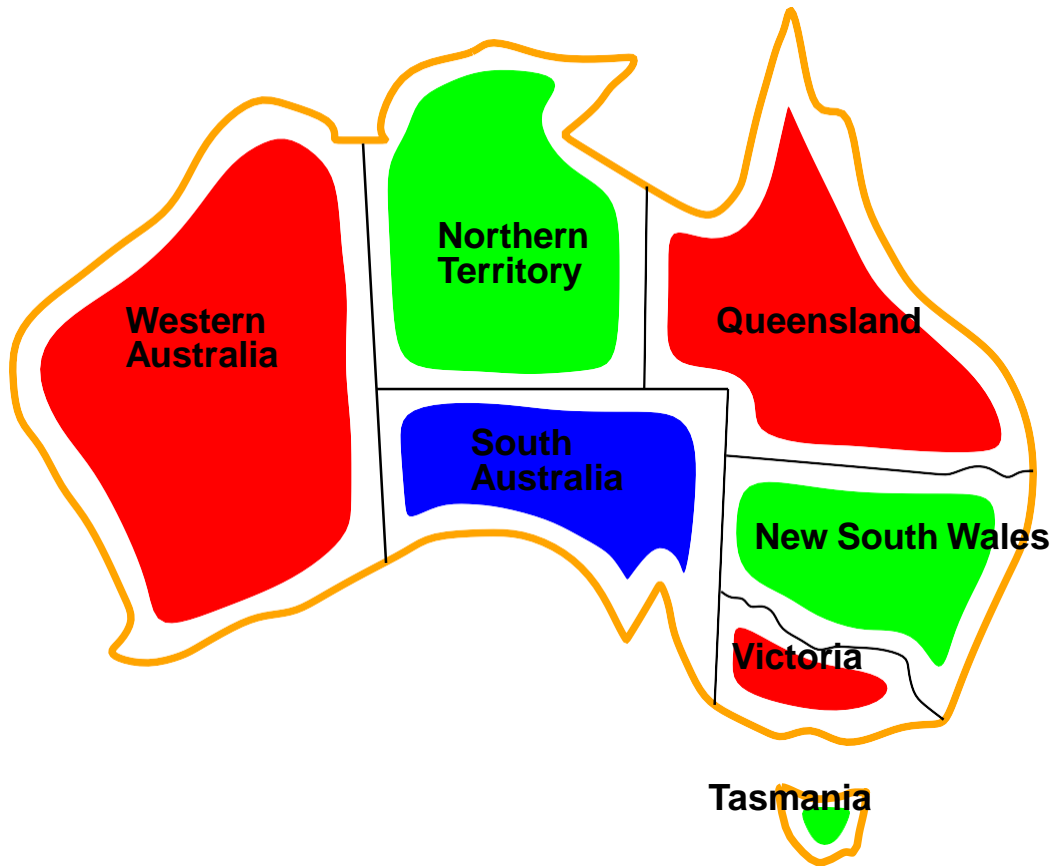 Northern
Territory
Western
Australia
Queensland
South
Australia
New South Wales
Victoria
Tasmania